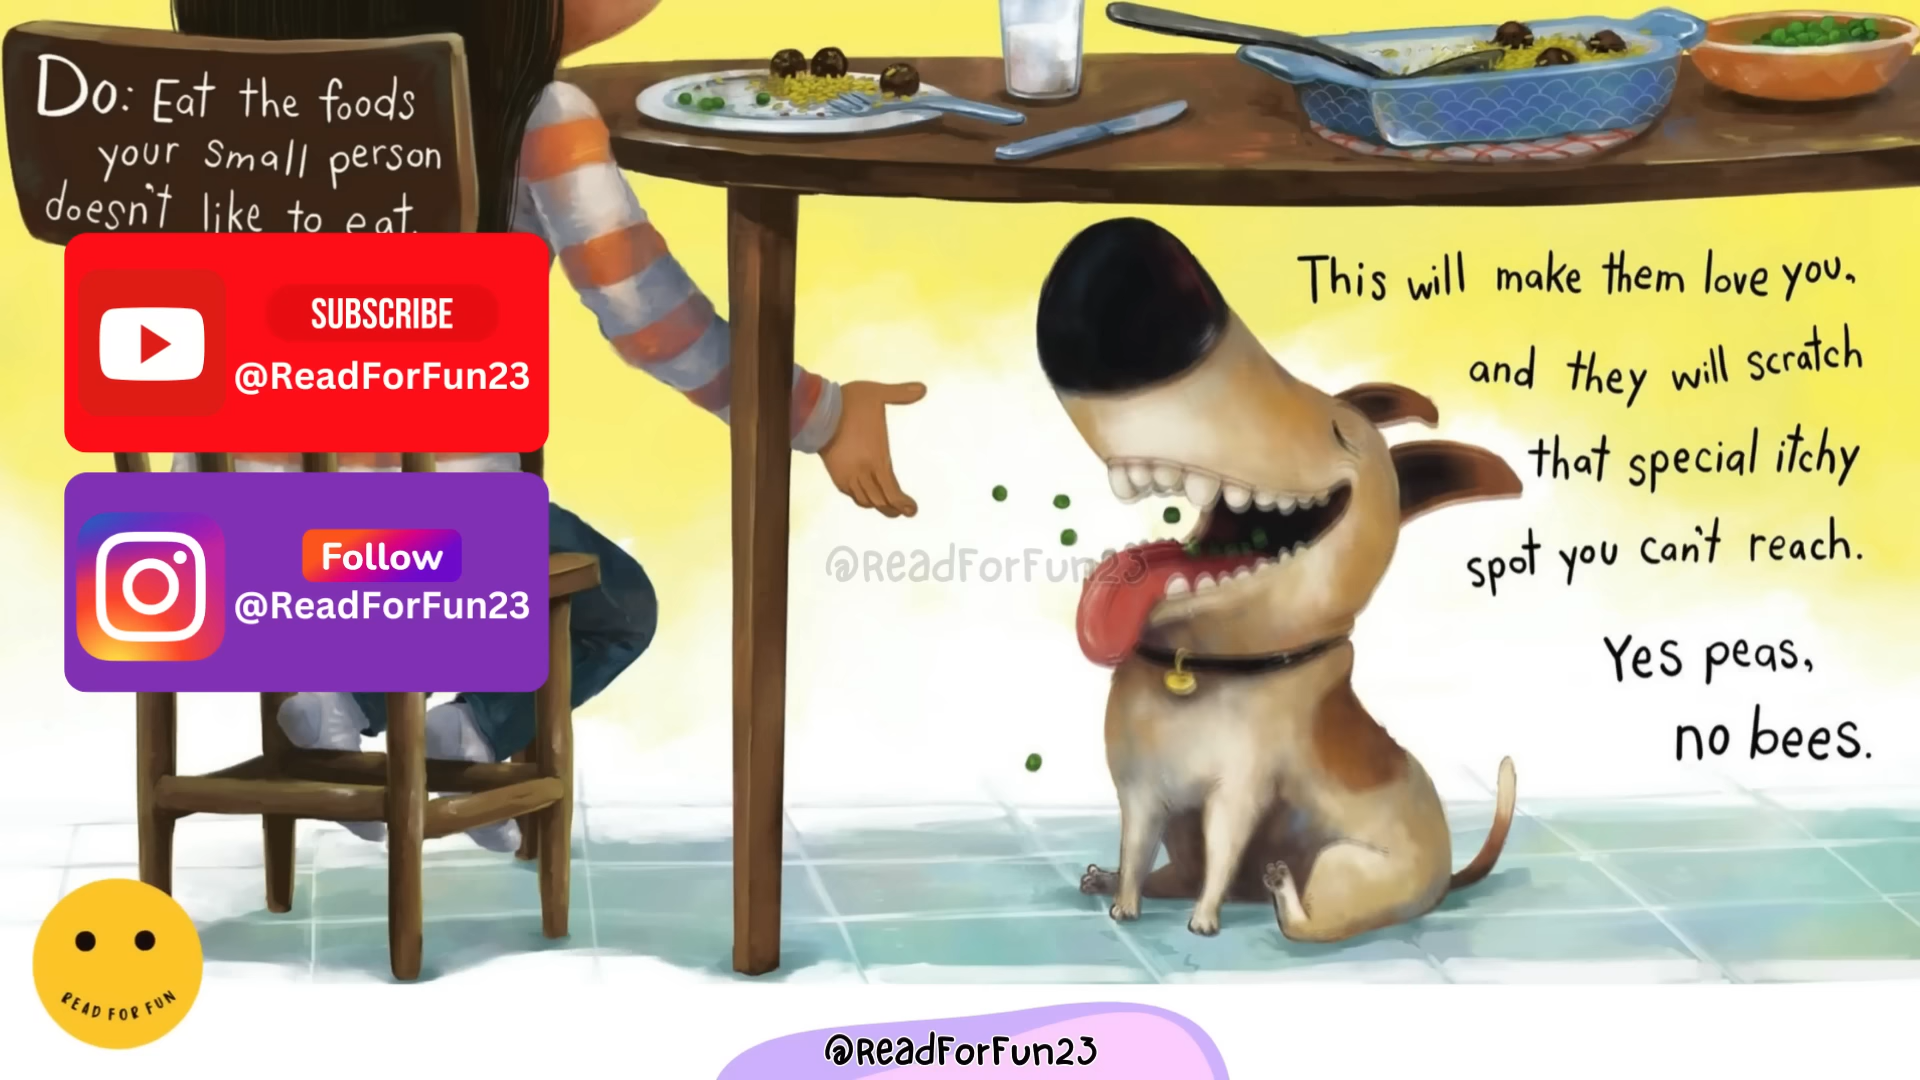 Do: Eat the foods
your small person
doesn't like to eat.
SUBSCRIBE
@ReadForFun23
Follow
@ReadForFun23
This will make them love you,
and they will scratch
that special itchy
spot you can't reach.
Yes peas,
no bees.
@ReadForFun23
READ FOR FUN
@ReadForFun23